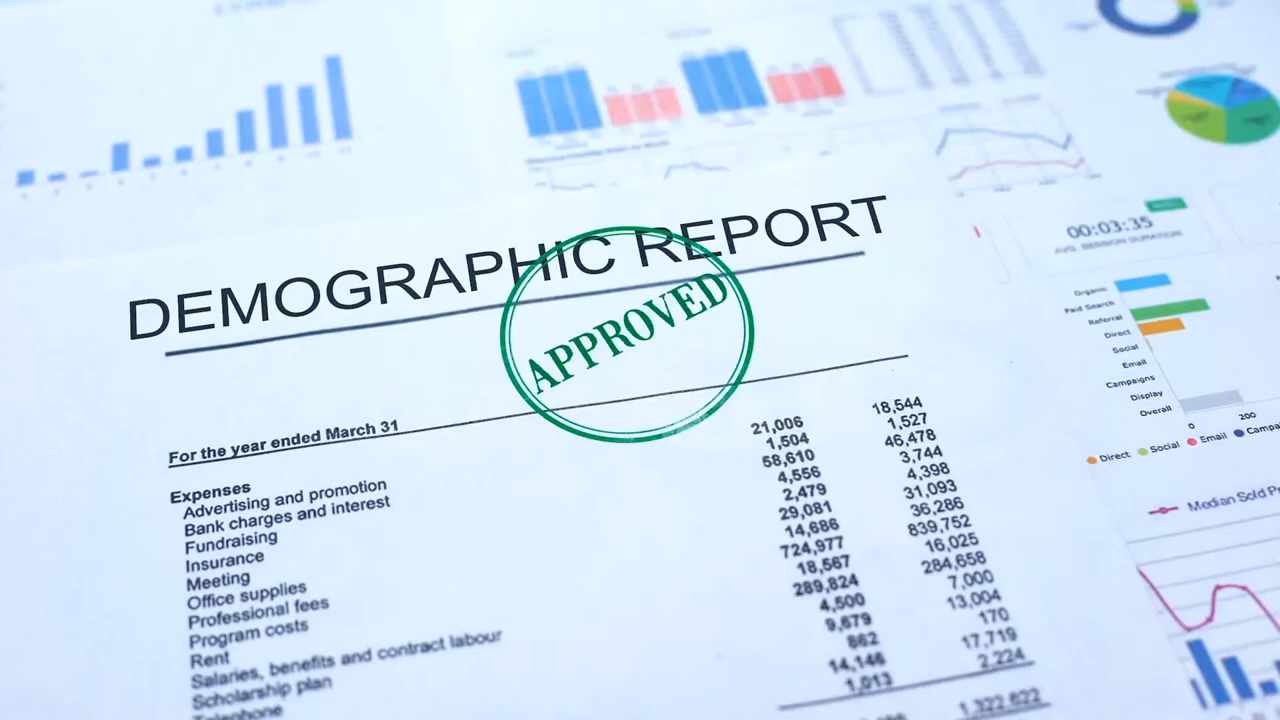 DEMOGRAPHIC REPORT
APPROVED
For the year ended March 31
Expenses
Advertising and promotion 21,006 18,544
Bank charges and interest 1,504 1,527
Fundraising 58,610 46,478
Insurance 4,556 3,744
Meeting 2,479 4,398
Office supplies 29,081 31,093
Professional fees 14,686 36,286
Program costs 724,977 839,752
Rent 18,567 16,025
Salaries, benefits and contract labour 289,824 284,658
Scholarship plan 4,500 7,000
Telephone 9,679 13,004
862 170
14,146 17,719
1,013 2,224
1,322,622
00:03:35
AVG. SESSION DURATION
Organic
Paid Search
Referral
Direct
Social
Email
Campaigns
Display
Overall
0 200
Direct Social Email
Median Sold